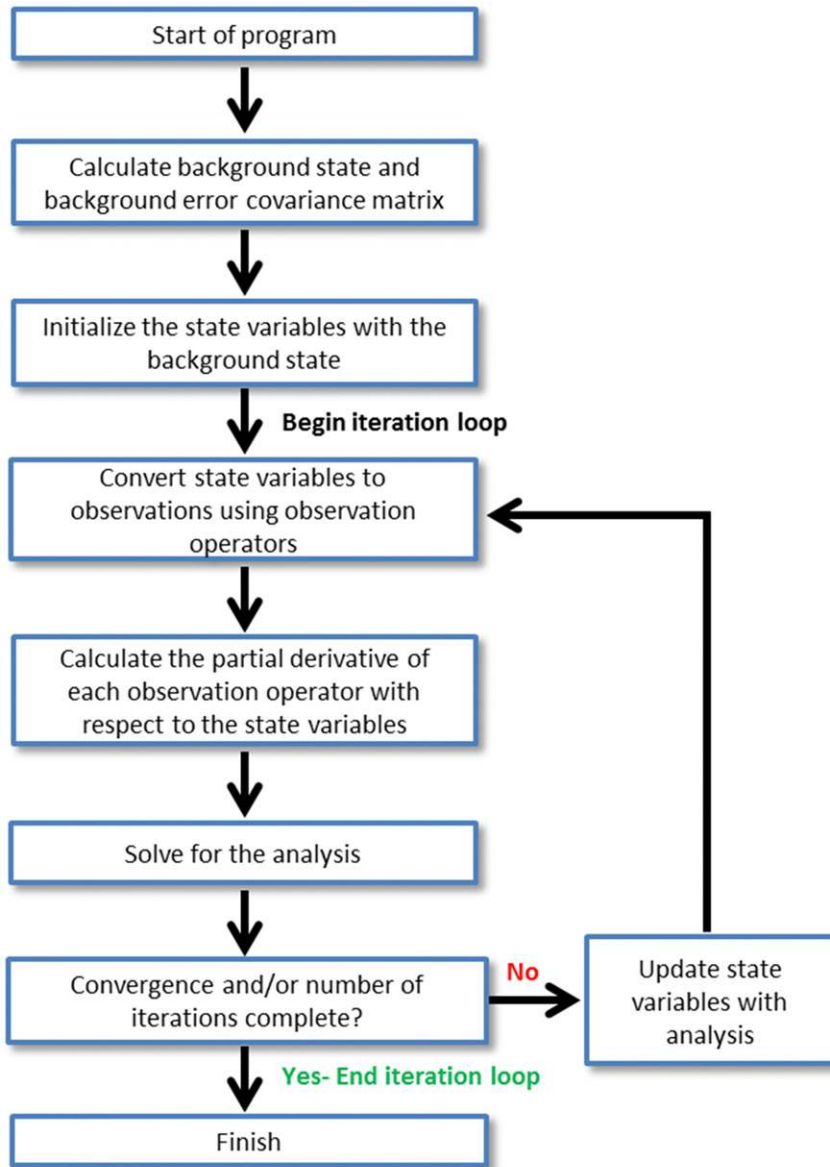 Start of program
Calculate background state and
background error covariance matrix
Initialize the state variables with the
background state
Begin iteration loop
Convert state variables to
observations using observation
operators
Calculate the partial derivative of
each observation operator with
respect to the state variables
Solve for the analysis
Convergence and/or number of
iterations complete?
No
Update state
variables with
analysis
Yes- End iteration loop
Finish